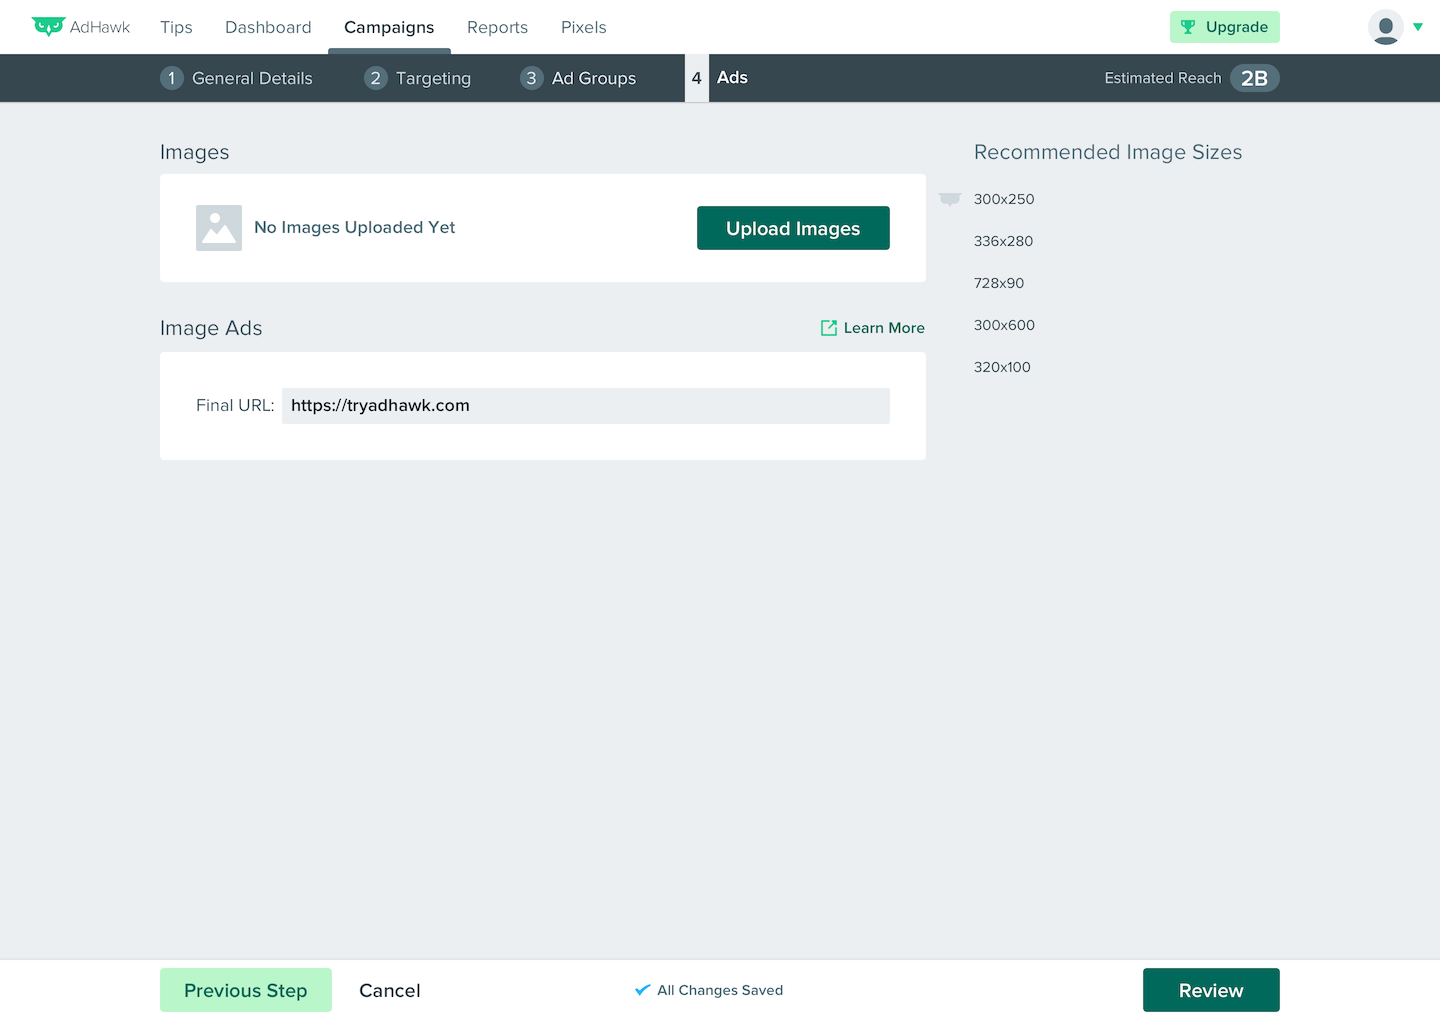 AdHawk Tips Dashboard Campaigns Reports Pixels Upgrade
1 General Details 2 Targeting 3 Ad Groups 4 Ads Estimated Reach 2B
Images
No Images Uploaded Yet Upload Images
Image Ads Learn More
Final URL: https://tryadhawk.com
Recommended Image Sizes
300x250
336x280
728x90
300x600
320x100
Previous Step Cancel All Changes Saved Review